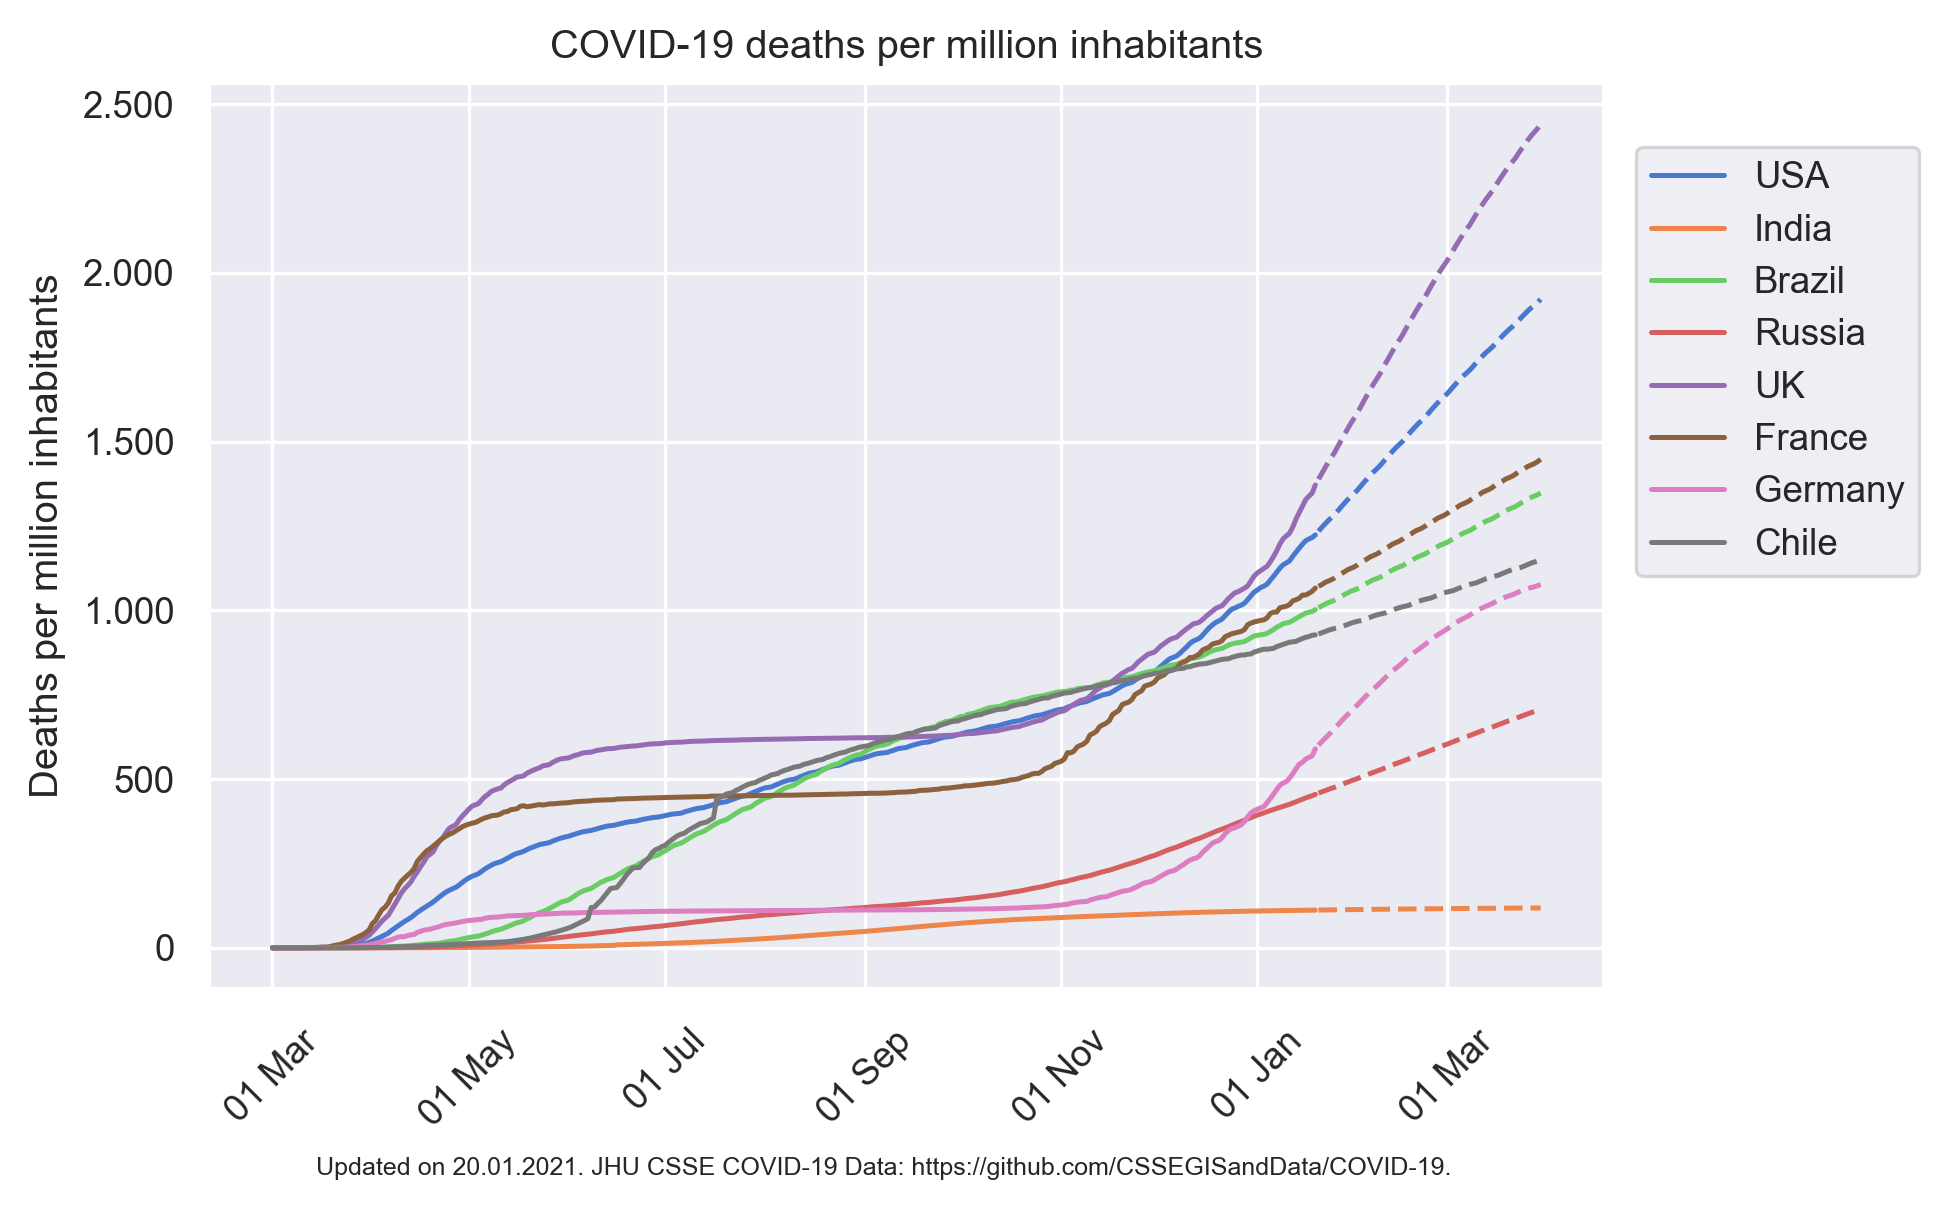 COVID-19 deaths per million inhabitants
Deaths per million inhabitants
2.500
2.000
1.500
1.000
500
0
01 Mar
01 May
01 Jul
01 Sep
01 Nov
01 Jan
01 Mar
USA
India
Brazil
Russia
UK
France
Germany
Chile
Updated on 20.01.2021. JHU CSSE COVID-19 Data: https://github.com/CSSEGISandData/COVID-19.